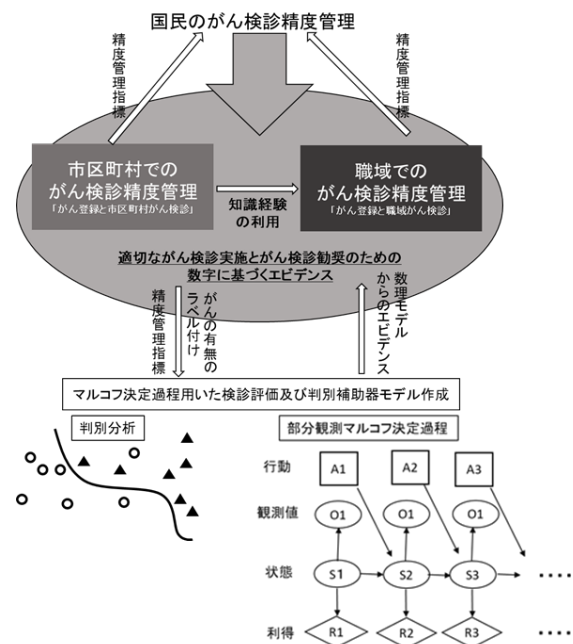 国民のがん検診精度管理
精度管理指標
精度管理指標
市区町村での
がん検診精度管理
「がん登録と市区町村がん検診」
職域での
がん検診精度管理
「がん登録と職域がん検診」
知識経験
の利用
適切ながん検診実施とがん検診勧奨のための
数字に基づくエビデンス
精度管理指標
がんの有無の
ラベル付け
数理モデル
からのエビデンス
マルコフ決定過程用いた検診評価及び判別補助器モデル作成
判別分析
部分観測マルコフ決定過程
行動
A1
A2
A3
観測値
O1
O1
O1
状態
S1
S2
S3
....
利得
R1
R2
R3
....